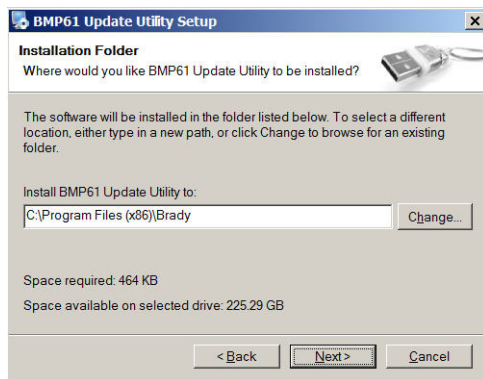 BMP61 Update Utility Setup
Installation Folder
Where would you like BMP61 Update Utility to be installed?
The software will be installed in the folder listed below. To select a different
location, either type in a new path, or click Change to browse for an existing
folder.
Install BMP61 Update Utility to:
C:\Program Files (x86)\Brady
Change...
Space required: 464 KB
Space available on selected drive: 225.29 GB
< Back Next > Cancel